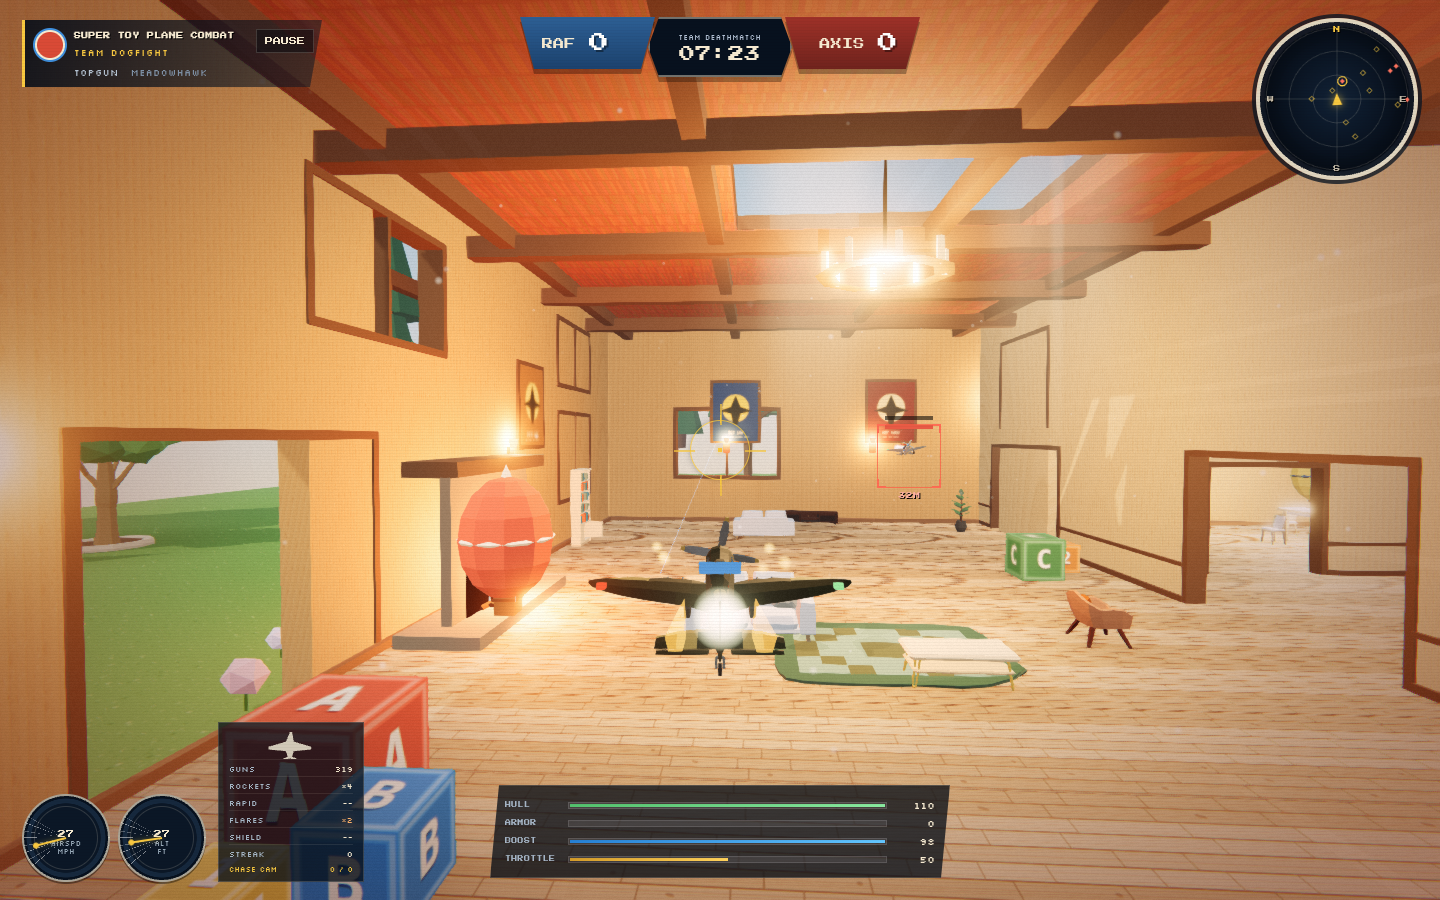 SUPER TOY PLANE COMBAT
TEAM DOGFIGHT
TOPGUN MEADOWHAWK
PAUSE
RAF 0
TEAM DEATHMATCH
07:23
AXIS 0
N
W
E
S
32M
C
C
2
A
A
A
B
B
B
GUNS 319
ROCKETS ×4
RAPID --
FLARES ×2
SHIELD --
STREAK 0
CHASE CAM 0 / 0
27
AIRSPD
MPH
27
ALT
FT
HULL 110
ARMOR 0
BOOST 98
THROTTLE 50